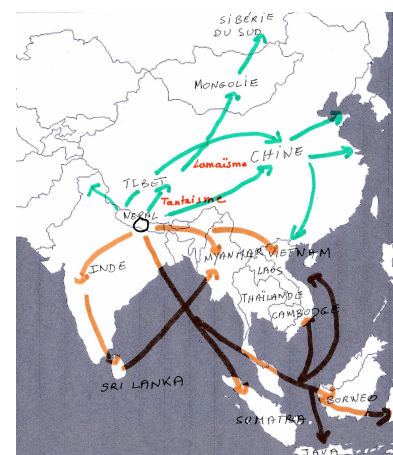 SIBÉRIE
DU SUD
MONGOLIE
Lamaïsme
CHINE
TIBET
Tantrisme
NEPAL
MYANMAR VIETNAM
INDE
LAOS
THAÏLANDE
CAMBODGE
SRI LANKA
BORNEO
SUMATRA
JAVA